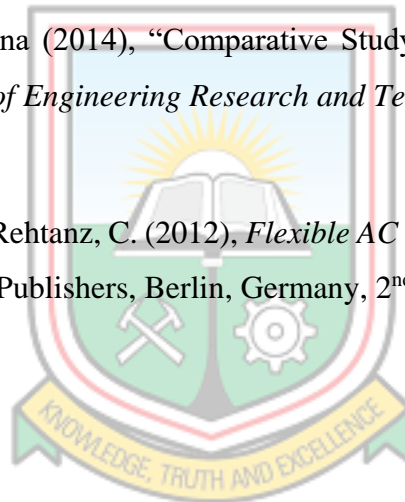 na (2014), “Comparative Study
of Engineering Research and Te
Rehtanz, C. (2012), Flexible AC
Publishers, Berlin, Germany, 2nd
KNOWLEDGE, TRUTH AND EXCELLENCE